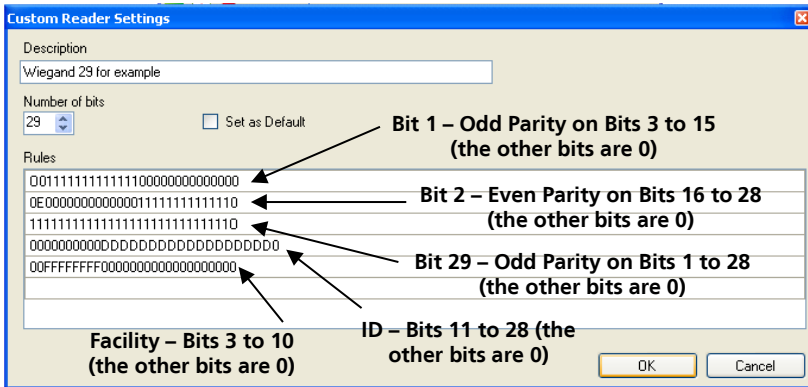 Custom Reader Settings
Description
Wiegand 29 for example
Number of bits
29
Set as Default
Bit 1 – Odd Parity on Bits 3 to 15
(the other bits are 0)
Rules
O0111111111111100000000000000
0E000000000000011111111111110
Bit 2 – Even Parity on Bits 16 to 28
(the other bits are 0)
1111111111111111111111111111O
0000000000DDDDDDDDDDDDDDDDDD0
00FFFFFFFF0000000000000000000
Bit 29 – Odd Parity on Bits 1 to 28
(the other bits are 0)
Facility – Bits 3 to 10
(the other bits are 0)
ID – Bits 11 to 28 (the
other bits are 0)
OK
Cancel